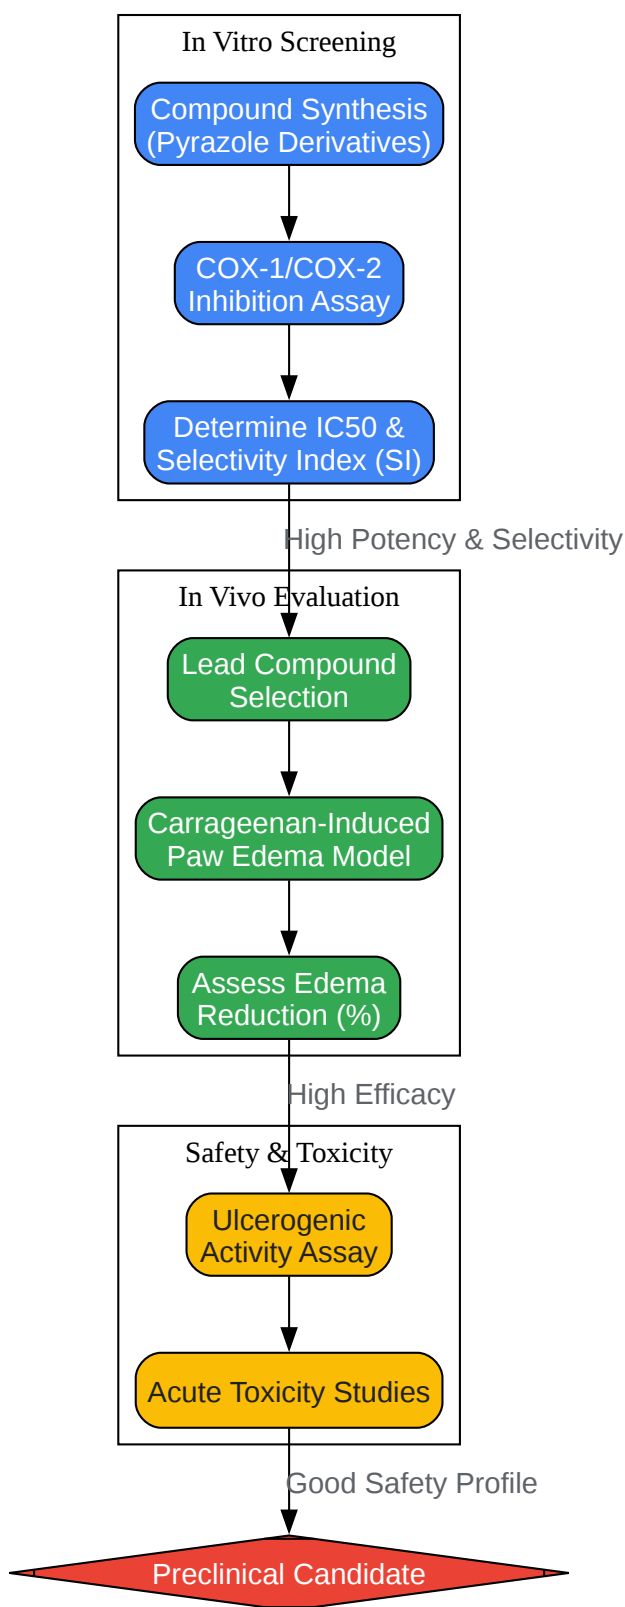 In Vitro Screening
Compound Synthesis
(Pyrazole Derivatives)
COX-1/COX-2
Inhibition Assay
Determine IC50 &
Selectivity Index (SI)
High Potency & Selectivity
In Vivo Evaluation
Lead Compound
Selection
Carrageenan-Induced
Paw Edema Model
Assess Edema
Reduction (%)
High Efficacy
Safety & Toxicity
Ulcerogenic
Activity Assay
Acute Toxicity Studies
Good Safety Profile
Preclinical Candidate